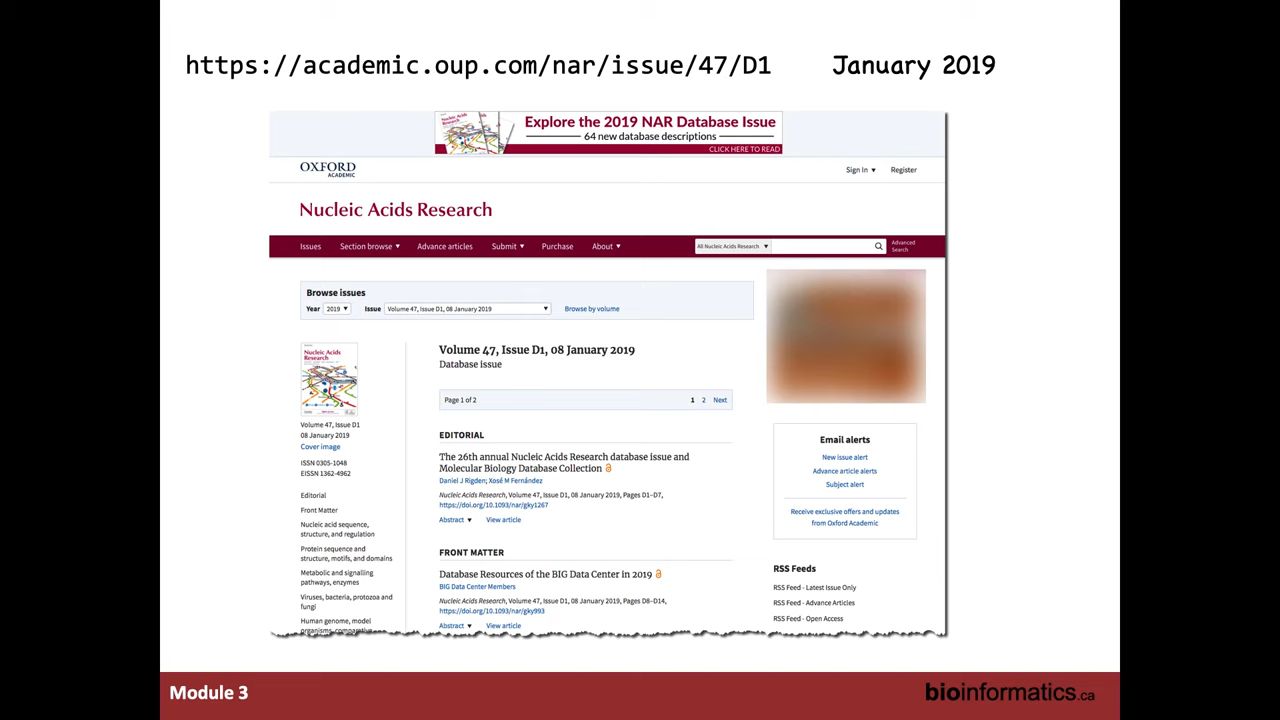 https://academic.oup.com/nar/issue/47/D1 January 2019
Explore the 2019 NAR Database Issue
64 new database descriptions
CLICK HERE TO READ
OXFORD
ACADEMIC
Sign In ▼ Register
Nucleic Acids Research
Issues Section browse ▼ Advance articles Submit ▼ Purchase About ▼
All Nucleic Acids Research ▼
Advanced
Search
Browse issues
Year 2019 ▼ Issue Volume 47, Issue D1, 08 January 2019 ▼ Browse by volume
Nucleic Acids
Research
Volume 47, Issue D1
08 January 2019
Cover image
ISSN 0305-1048
EISSN 1362-4962
Editorial
Front Matter
Nucleic acid sequence,
structure, and regulation
Protein sequence and
structure, motifs, and domains
Metabolic and signalling
pathways, enzymes
Viruses, bacteria, protozoa and
fungi
Human genome, model
organisms, comparative
Volume 47, Issue D1, 08 January 2019
Database issue
Page 1 of 2 1 2 Next
EDITORIAL
The 26th annual Nucleic Acids Research database issue and
Molecular Biology Database Collection
Daniel J Rigden; Xosé M Fernández
Nucleic Acids Research, Volume 47, Issue D1, 08 January 2019, Pages D1–D7,
https://doi.org/10.1093/nar/gky1267
Abstract ▼ View article
FRONT MATTER
Database Resources of the BIG Data Center in 2019
BIG Data Center Members
Nucleic Acids Research, Volume 47, Issue D1, 08 January 2019, Pages D8–D14,
https://doi.org/10.1093/nar/gky993
Abstract ▼ View article
Email alerts
New issue alert
Advance article alerts
Subject alert
Receive exclusive offers and updates
from Oxford Academic
RSS Feeds
RSS Feed - Latest Issue Only
RSS Feed - Advance Articles
RSS Feed - Open Access
Module 3
bioinformatics.ca